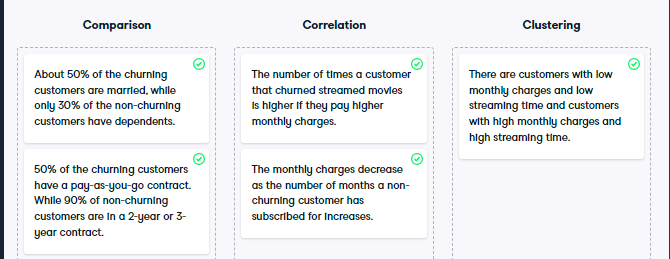 Comparison
About 50% of the churning
customers are married, while
only 30% of the non-churning
customers have dependents.
50% of the churning customers
have a pay-as-you-go contract.
While 90% of non-churning
customers are in a 2-year or 3-
year contract.
Correlation
The number of times a customer
that churned streamed movies
is higher if they pay higher
monthly charges.
The monthly charges decrease
as the number of months a non-
churning customer has
subscribed for increases.
Clustering
There are customers with low
monthly charges and low
streaming time and customers
with high monthly charges and
high streaming time.